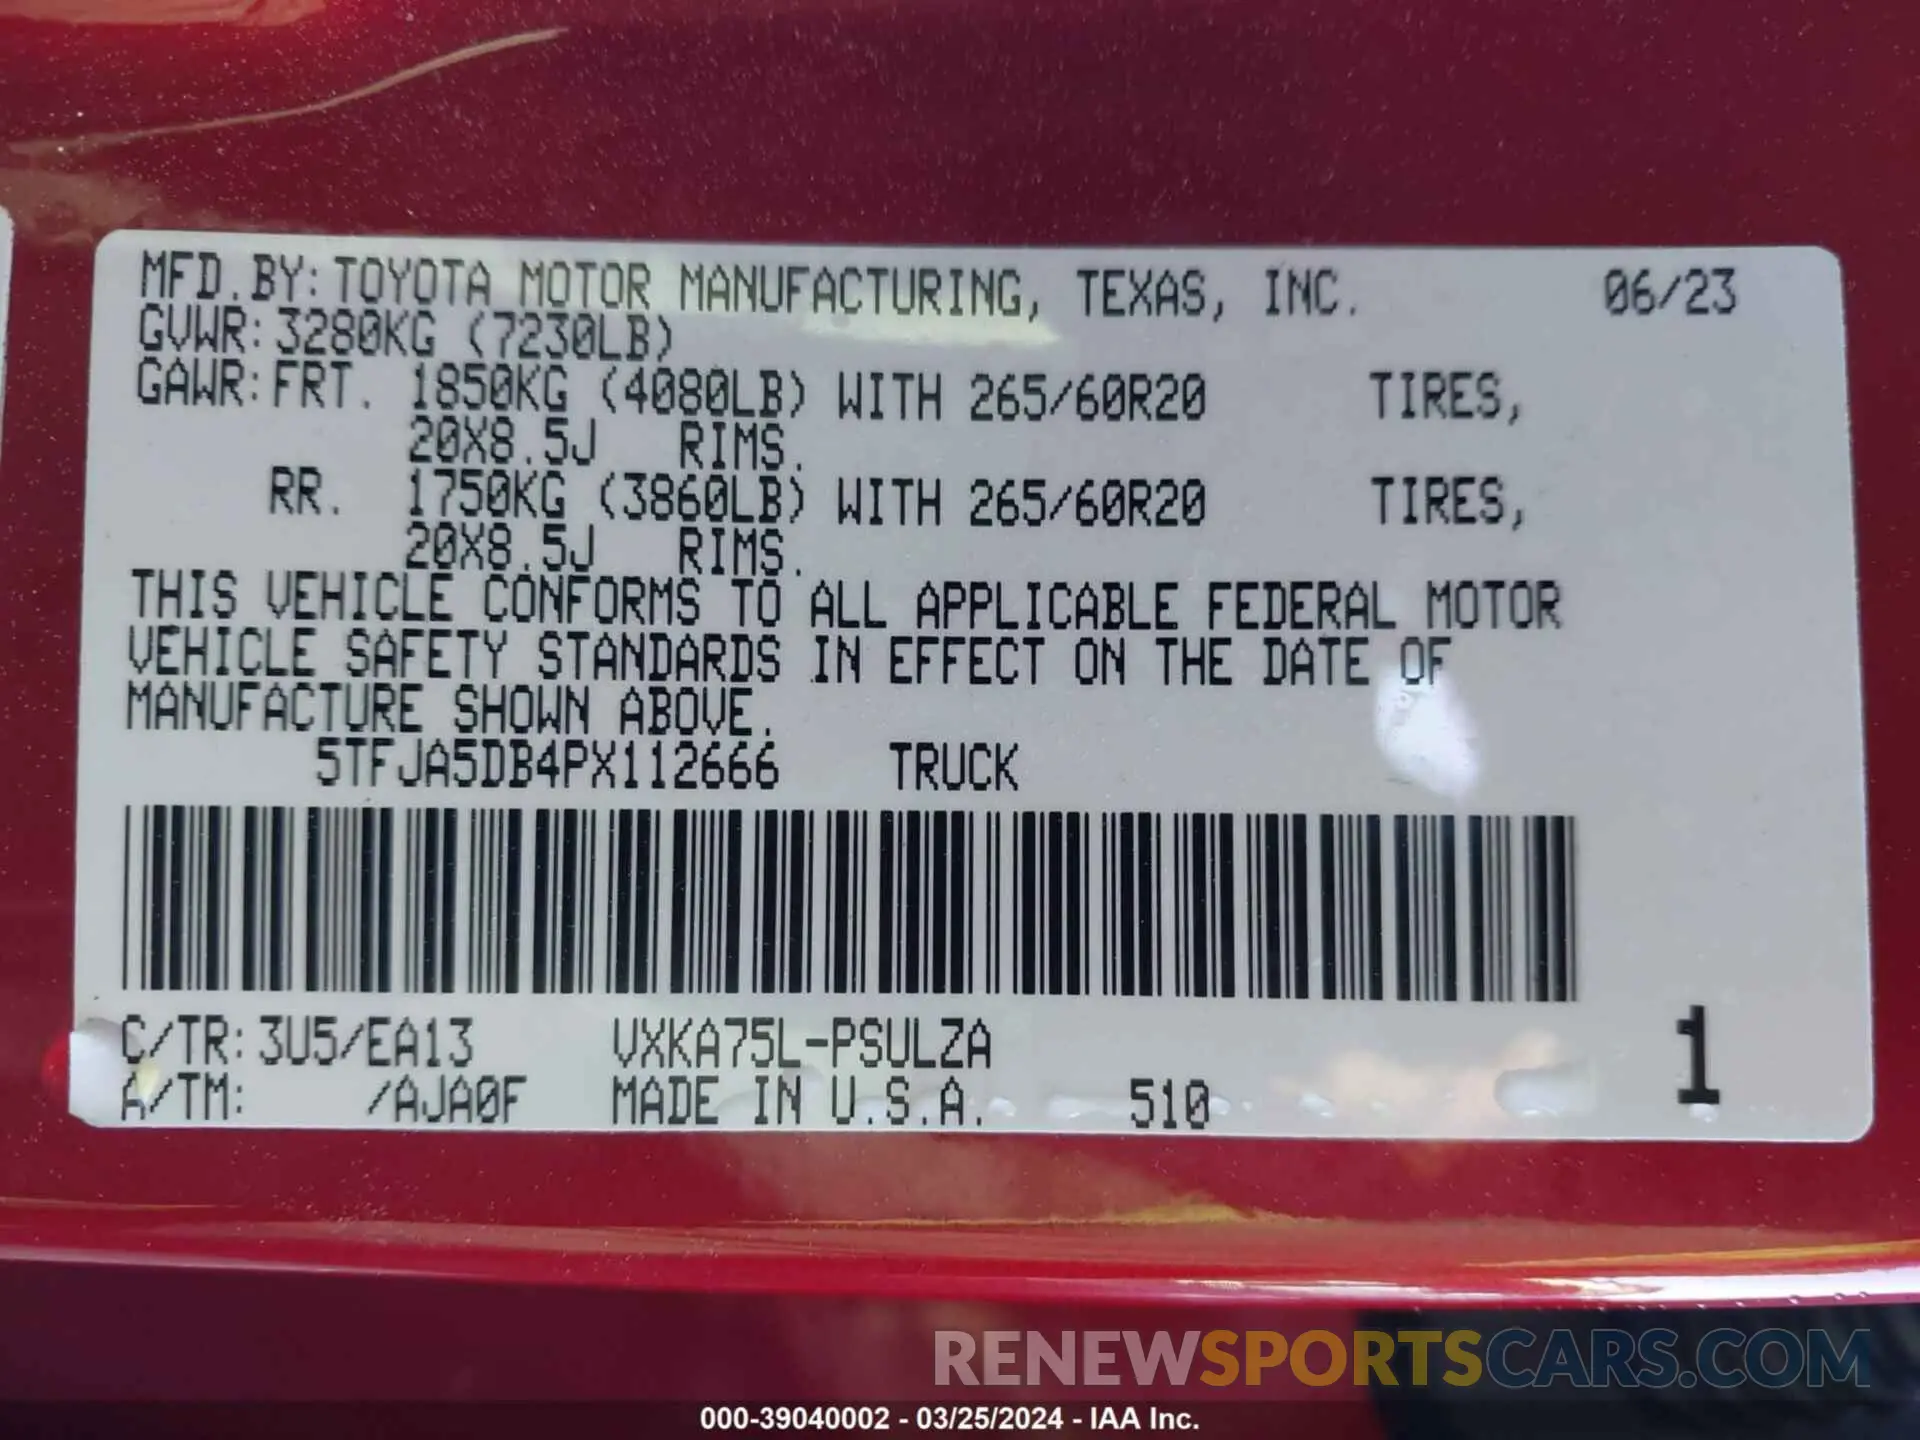 MFD.BY:TOYOTA MOTOR MANUFACTURING, TEXAS, INC. 06/23
GVWR:3280KG (7230LB)
GAWR:FRT. 1850KG (4080LB) WITH 265/60R20 TIRES,
20X8.5J RIMS.
RR. 1750KG (3860LB) WITH 265/60R20 TIRES,
20X8.5J RIMS.
THIS VEHICLE CONFORMS TO ALL APPLICABLE FEDERAL MOTOR
VEHICLE SAFETY STANDARDS IN EFFECT ON THE DATE OF
MANUFACTURE SHOWN ABOVE.
5TFJA5DB4PX112666 TRUCK
C/TR:3U5/EA13 VXKA75L-PSULZA 1
A/TM: /AJA0F MADE IN U.S.A. 510
RENEWSPORTSCARS.COM
000-39040002 - 03/25/2024 - IAA Inc.